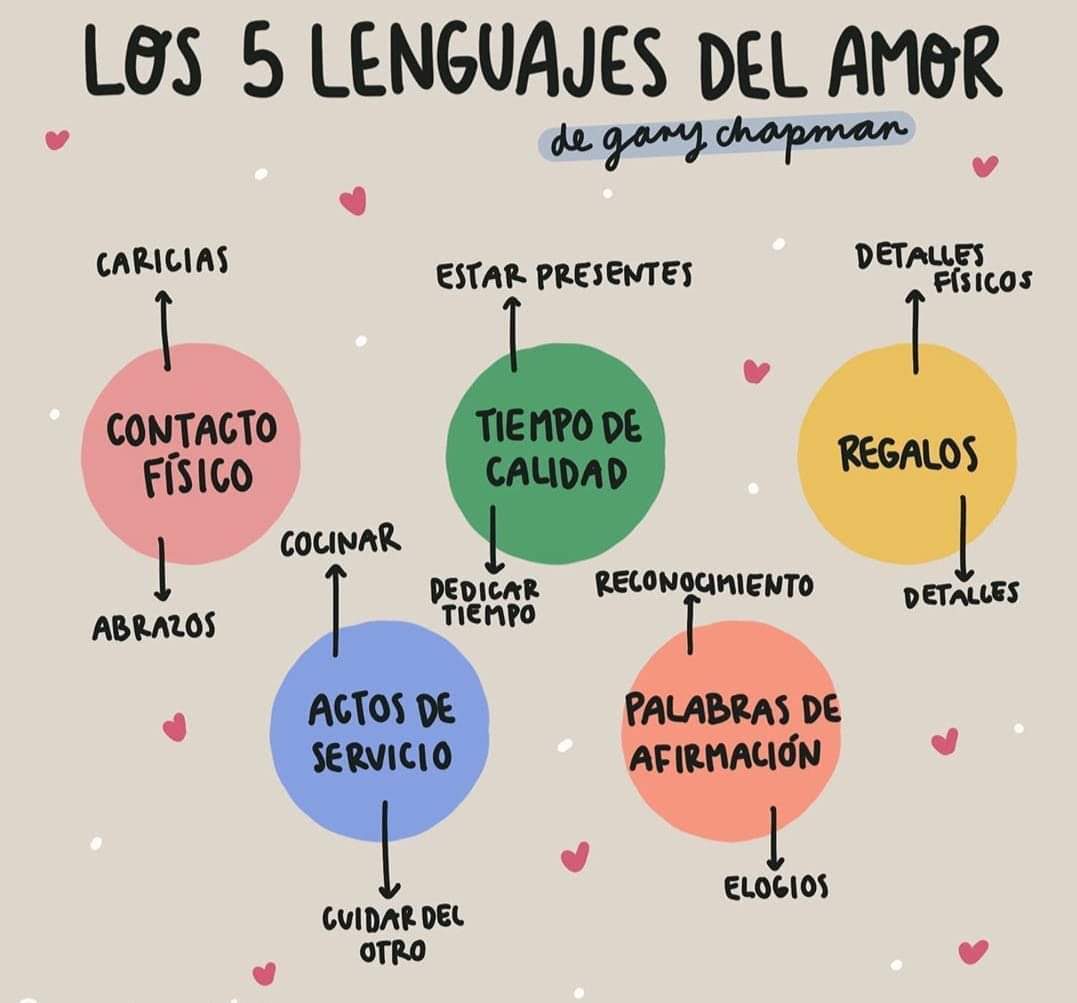 LOS 5 LENGUAJES DEL AMOR
de gary chapman
CARICIAS
CONTACTO
FÍSICO
ABRAZOS
ESTAR PRESENTES
TIEMPO DE
CALIDAD
DEDICAR
TIEMPO
DETALLES
FÍSICOS
REGALOS
DETALLES
COCINAR
ACTOS DE
SERVICIO
CUIDAR DEL
OTRO
RECONOCIMIENTO
PALABRAS DE
AFIRMACIÓN
ELOGIOS